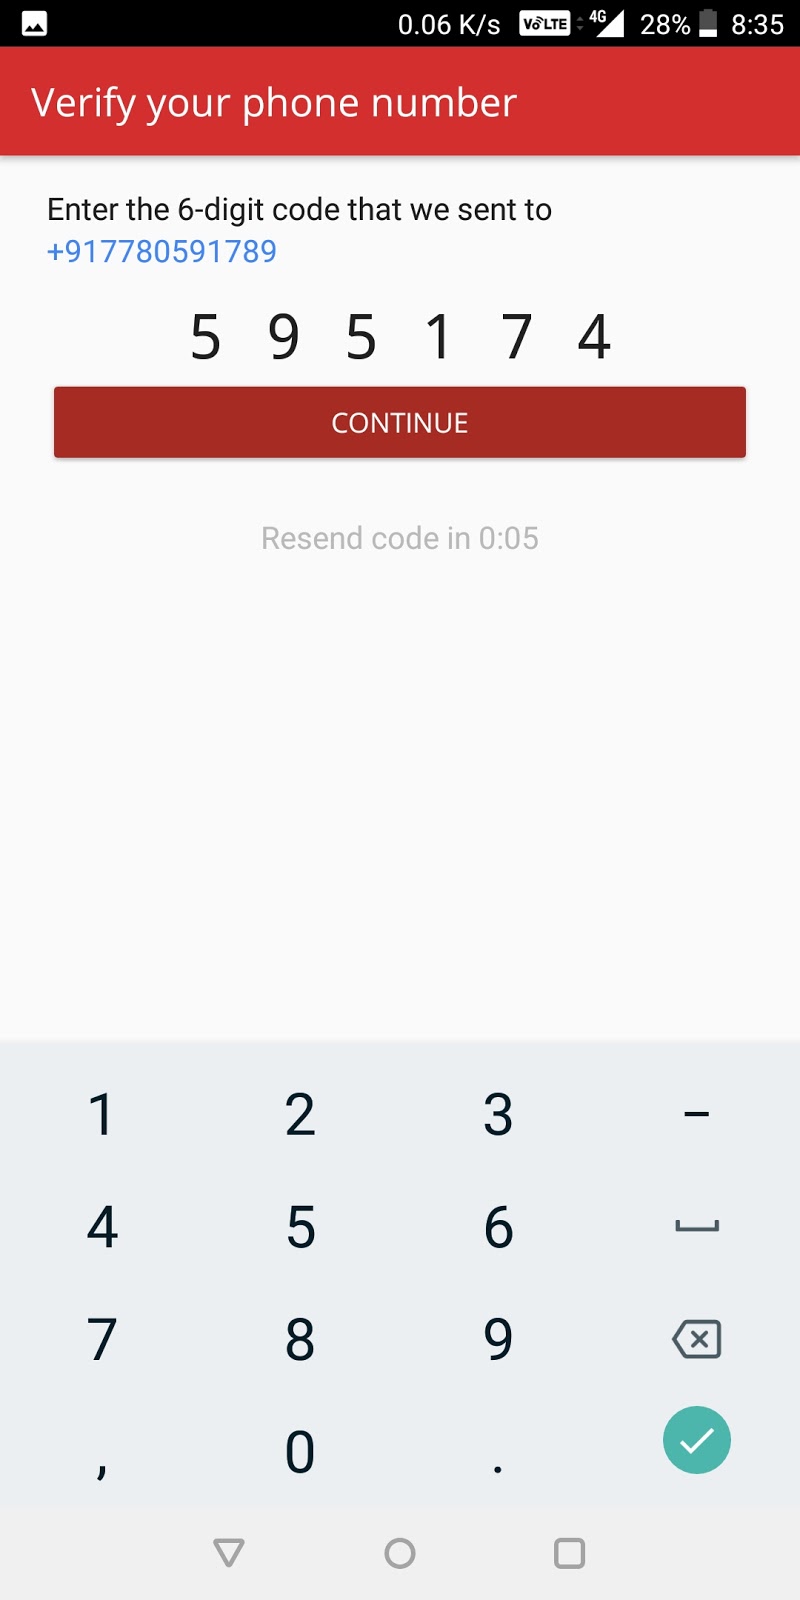 0.06 K/s VoLTE 4G 28% 8:35
Verify your phone number
Enter the 6-digit code that we sent to
+917780591789
5 9 5 1 7 4
CONTINUE
Resend code in 0:05
1 2 3 –
4 5 6
7 8 9
, 0 .